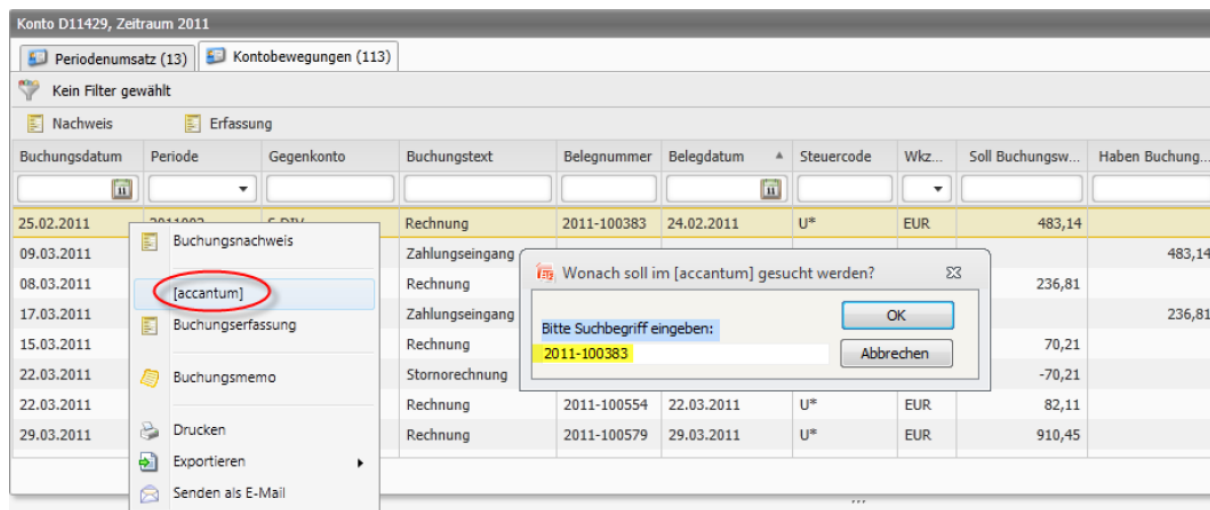 Konto D11429, Zeitraum 2011
Periodenumsatz (13) Kontobewegungen (113)
Kein Filter gewählt
Nachweis Erfassung
Buchungsdatum Periode Gegenkonto Buchungstext Belegnummer Belegdatum Steuercode Wkz... Soll Buchungsw... Haben Buchung...
11 11
25.02.2011 Rechnung 2011-100383 24.02.2011 U* EUR 483,14
Buchungsnachweis
09.03.2011 Zahlungseingang 483,14
Wonach soll im [accantum] gesucht werden?
08.03.2011 [accantum] Rechnung 236,81
17.03.2011 Buchungserfassung Zahlungseingang 236,81
OK
Bitte Suchbegriff eingeben:
15.03.2011 Rechnung 70,21
2011-100383 Abbrechen
22.03.2011 Buchungsmemo Stornorechnung -70,21
22.03.2011 Rechnung 2011-100554 22.03.2011 U* EUR 82,11
29.03.2011 Drucken Rechnung 2011-100579 29.03.2011 U* EUR 910,45
Exportieren
Senden als E-Mail
...